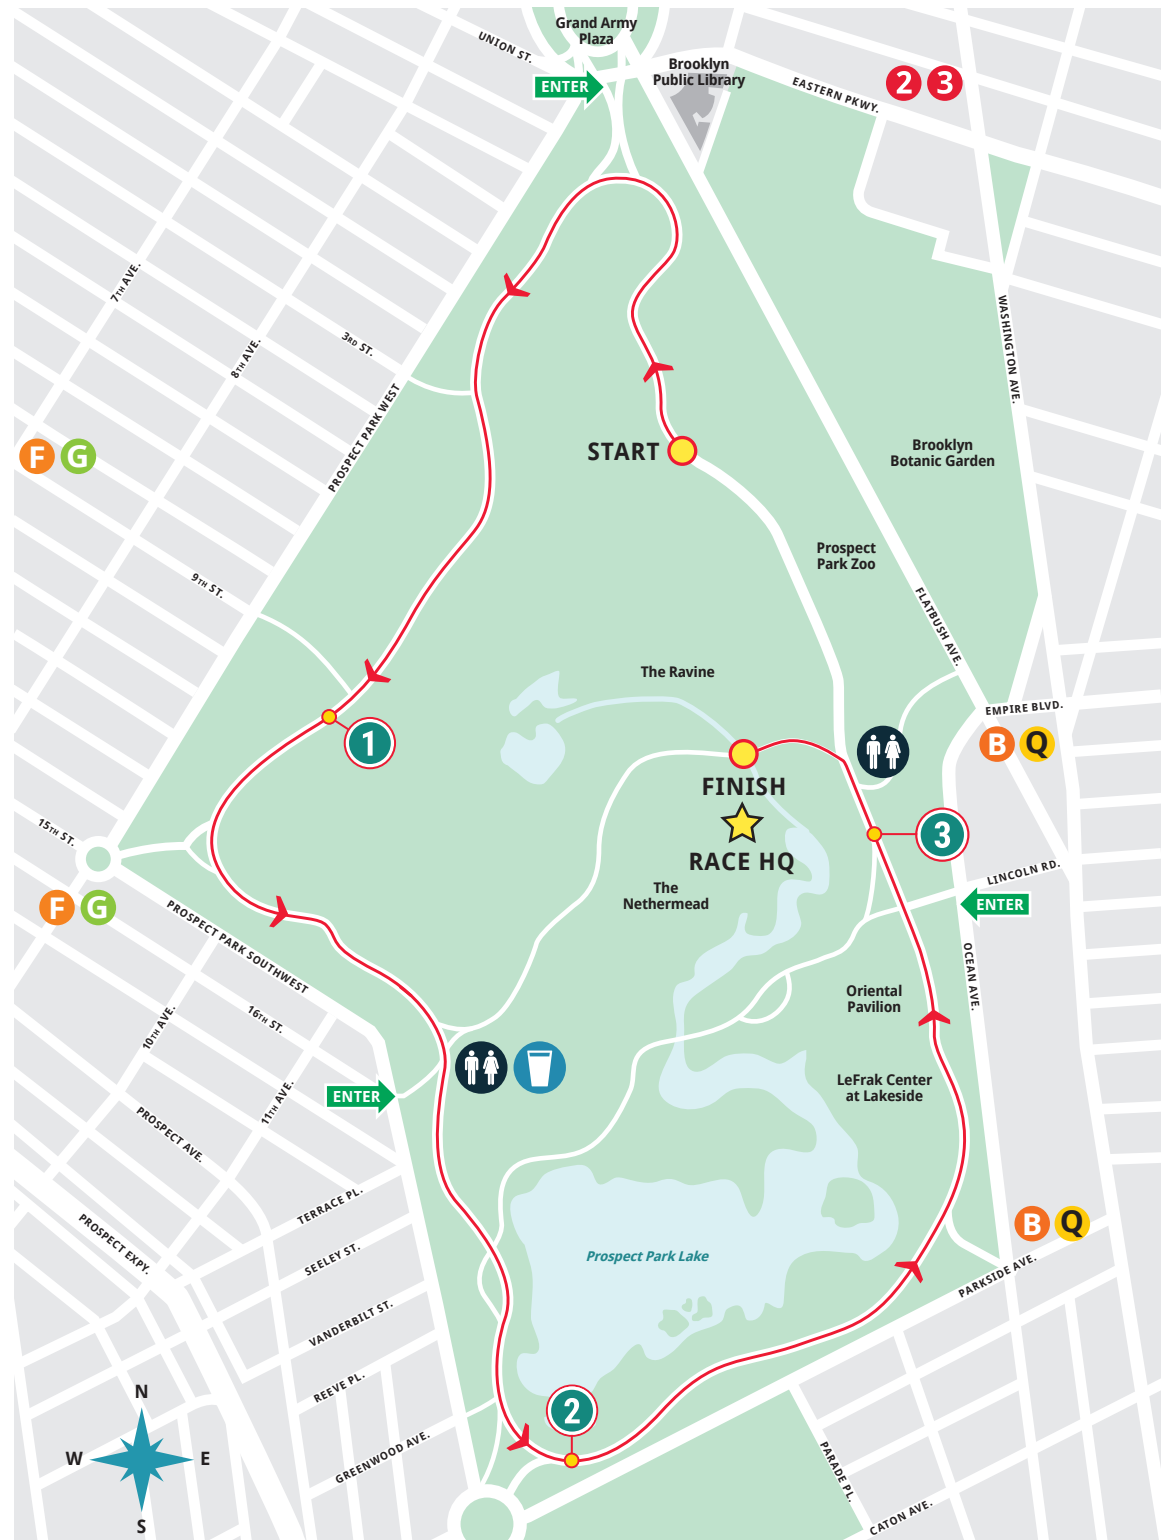 Grand Army
Plaza
UNION ST.
Brooklyn
Public Library
ENTER
2 3
EASTERN PKWY.
7TH AVE.
8TH AVE.
3RD ST.
PROSPECT PARK WEST
WASHINGTON AVE.
F G
START
Brooklyn
Botanic Garden
Prospect
Park Zoo
9TH ST.
FLATBUSH AVE.
The Ravine
EMPIRE BLVD.
1
B Q
FINISH
RACE HQ
3
15TH ST.
LINCOLN RD.
The
Nethermead
F G
ENTER
PROSPECT PARK SOUTHWEST
OCEAN AVE.
Oriental
Pavilion
16TH ST.
10TH AVE.
LeFrak Center
at Lakeside
ENTER
11TH AVE.
PROSPECT AVE.
TERRACE PL.
B Q
PROSPECT EXPY.
SEELEY ST.
Prospect Park Lake
PARKSIDE AVE.
VANDERBILT ST.
REEVE PL.
2
N
W E
S
GREENWOOD AVE.
PARADE PL.
CATON AVE.